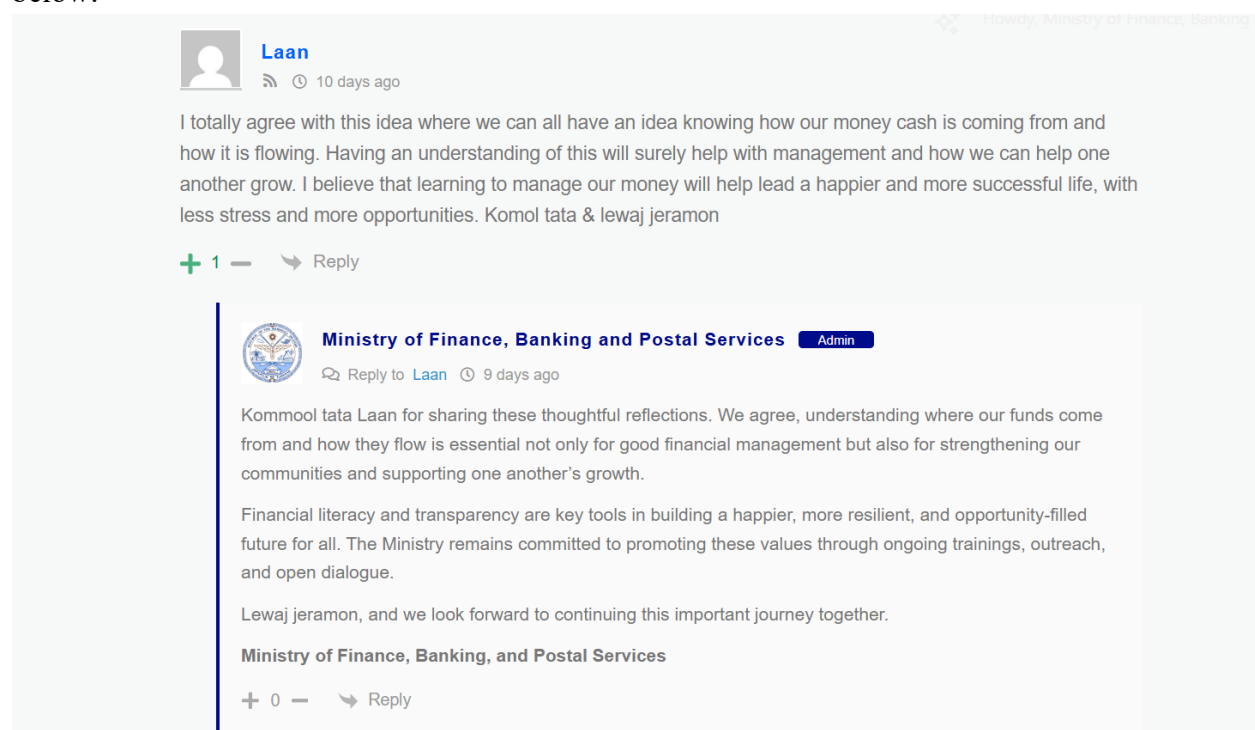 below:
Howdy, Ministry of Finance, Banking
Laan
10 days ago
I totally agree with this idea where we can all have an idea knowing how our money cash is coming from and
how it is flowing. Having an understanding of this will surely help with management and how we can help one
another grow. I believe that learning to manage our money will help lead a happier and more successful life, with
less stress and more opportunities. Komol tata & lewaj jeramon
1
Reply
Ministry of Finance, Banking and Postal Services Admin
Reply to Laan 9 days ago
Kommool tata Laan for sharing these thoughtful reflections. We agree, understanding where our funds come
from and how they flow is essential not only for good financial management but also for strengthening our
communities and supporting one another’s growth.
Financial literacy and transparency are key tools in building a happier, more resilient, and opportunity-filled
future for all. The Ministry remains committed to promoting these values through ongoing trainings, outreach,
and open dialogue.
Lewaj jeramon, and we look forward to continuing this important journey together.
Ministry of Finance, Banking, and Postal Services
0
Reply